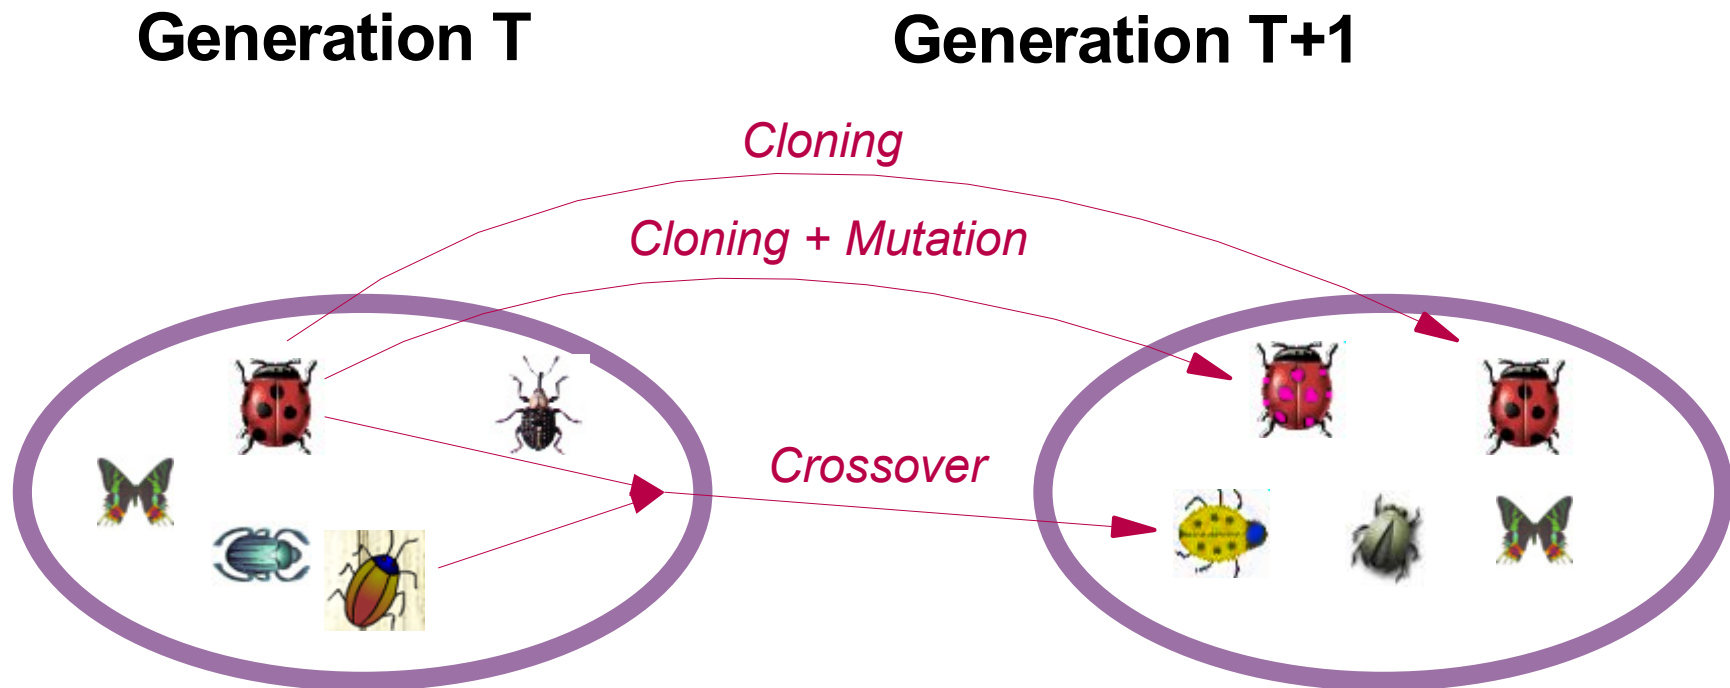 Generation T
Generation T+1
Cloning
Cloning + Mutation
Crossover